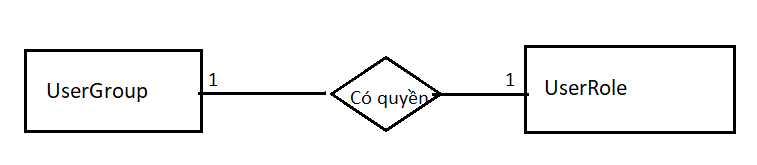 UserGroup
1
Có quyền
1
UserRole